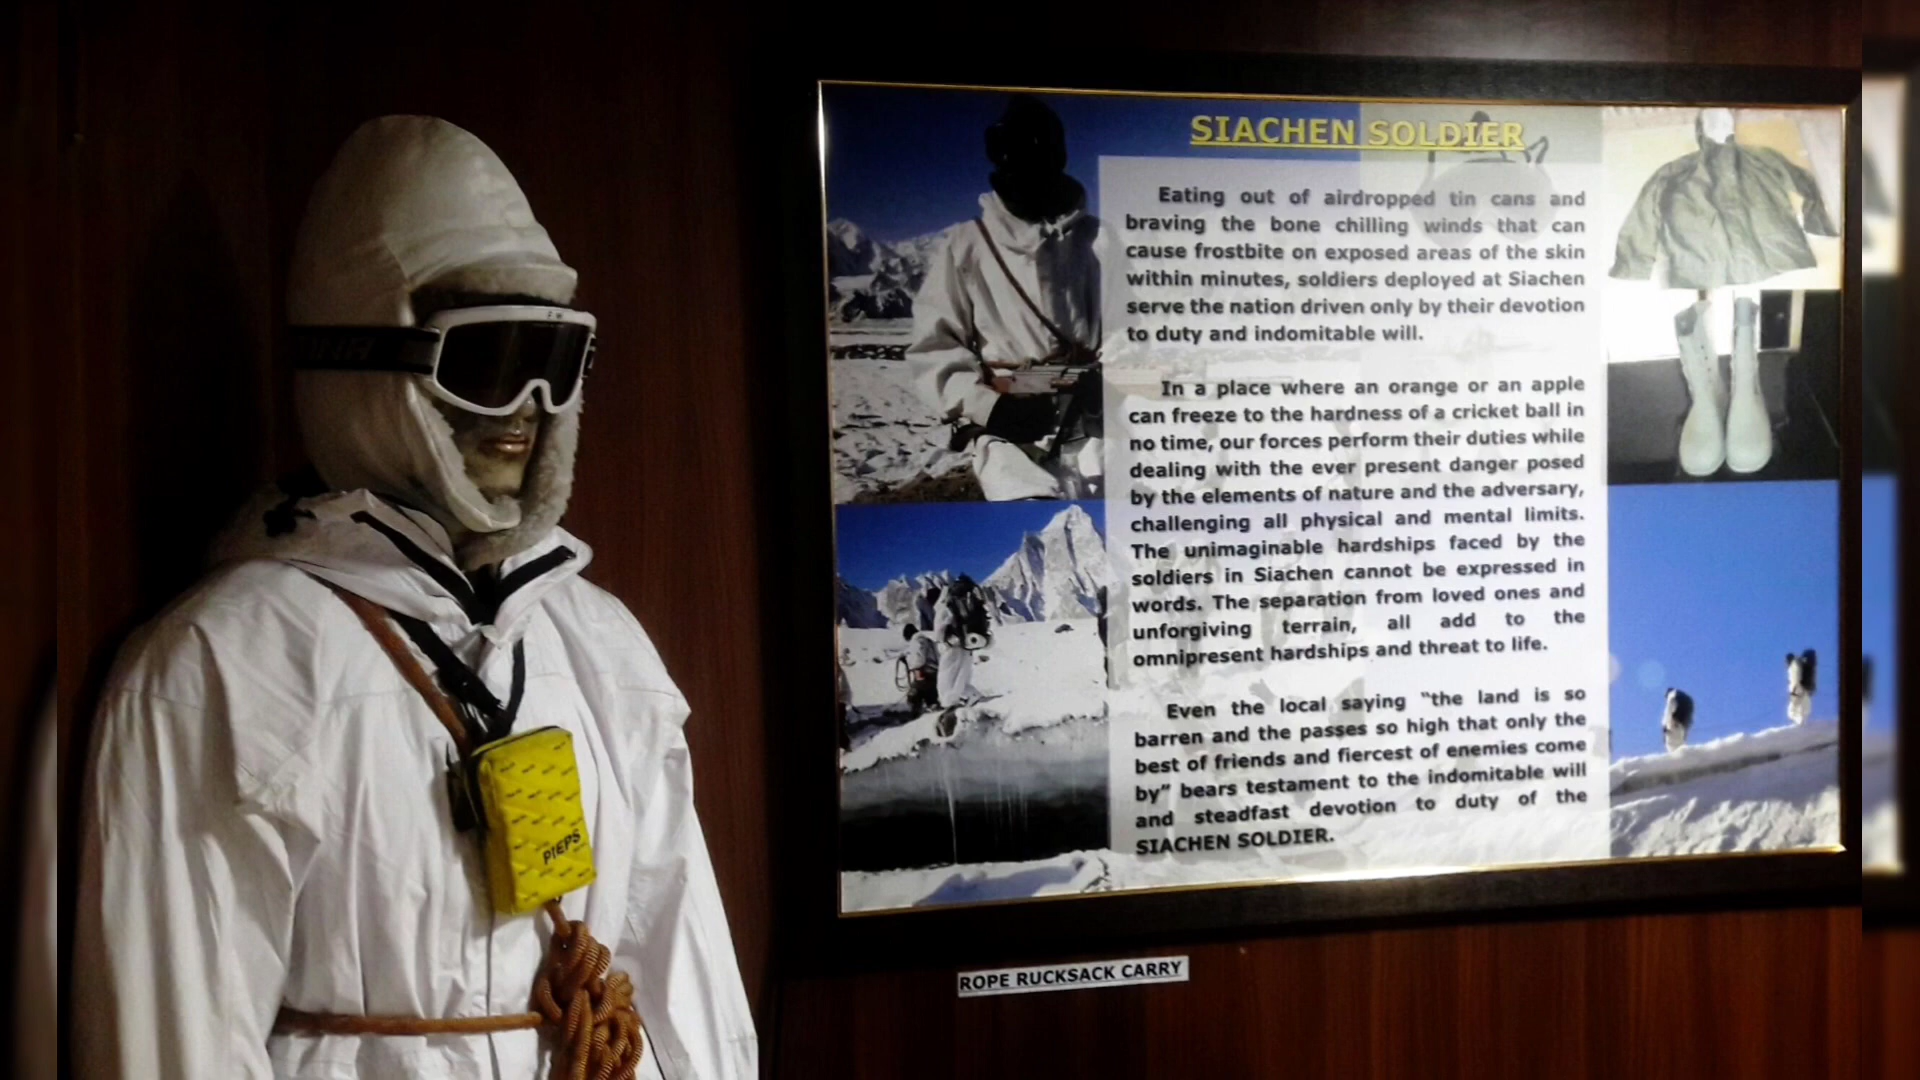 SIACHEN SOLDIER
Eating out of airdropped tin cans and
braving the bone chilling winds that can
cause frostbite on exposed areas of the skin
within minutes, soldiers deployed at Siachen
serve the nation driven only by their devotion
to duty and indomitable will.
In a place where an orange or an apple
can freeze to the hardness of a cricket ball in
no time, our forces perform their duties while
dealing with the ever present danger posed
by the elements of nature and the adversary,
challenging all physical and mental limits.
The unimaginable hardships faced by the
soldiers in Siachen cannot be expressed in
words. The separation from loved ones and
unforgiving terrain, all add to the
omnipresent hardships and threat to life.
Even the local saying "the land is so
barren and the passes so high that only the
best of friends and fiercest of enemies come
by" bears testament to the indomitable will
and steadfast devotion to duty of the
SIACHEN SOLDIER.
PIEPS
ROPE RUCKSACK CARRY